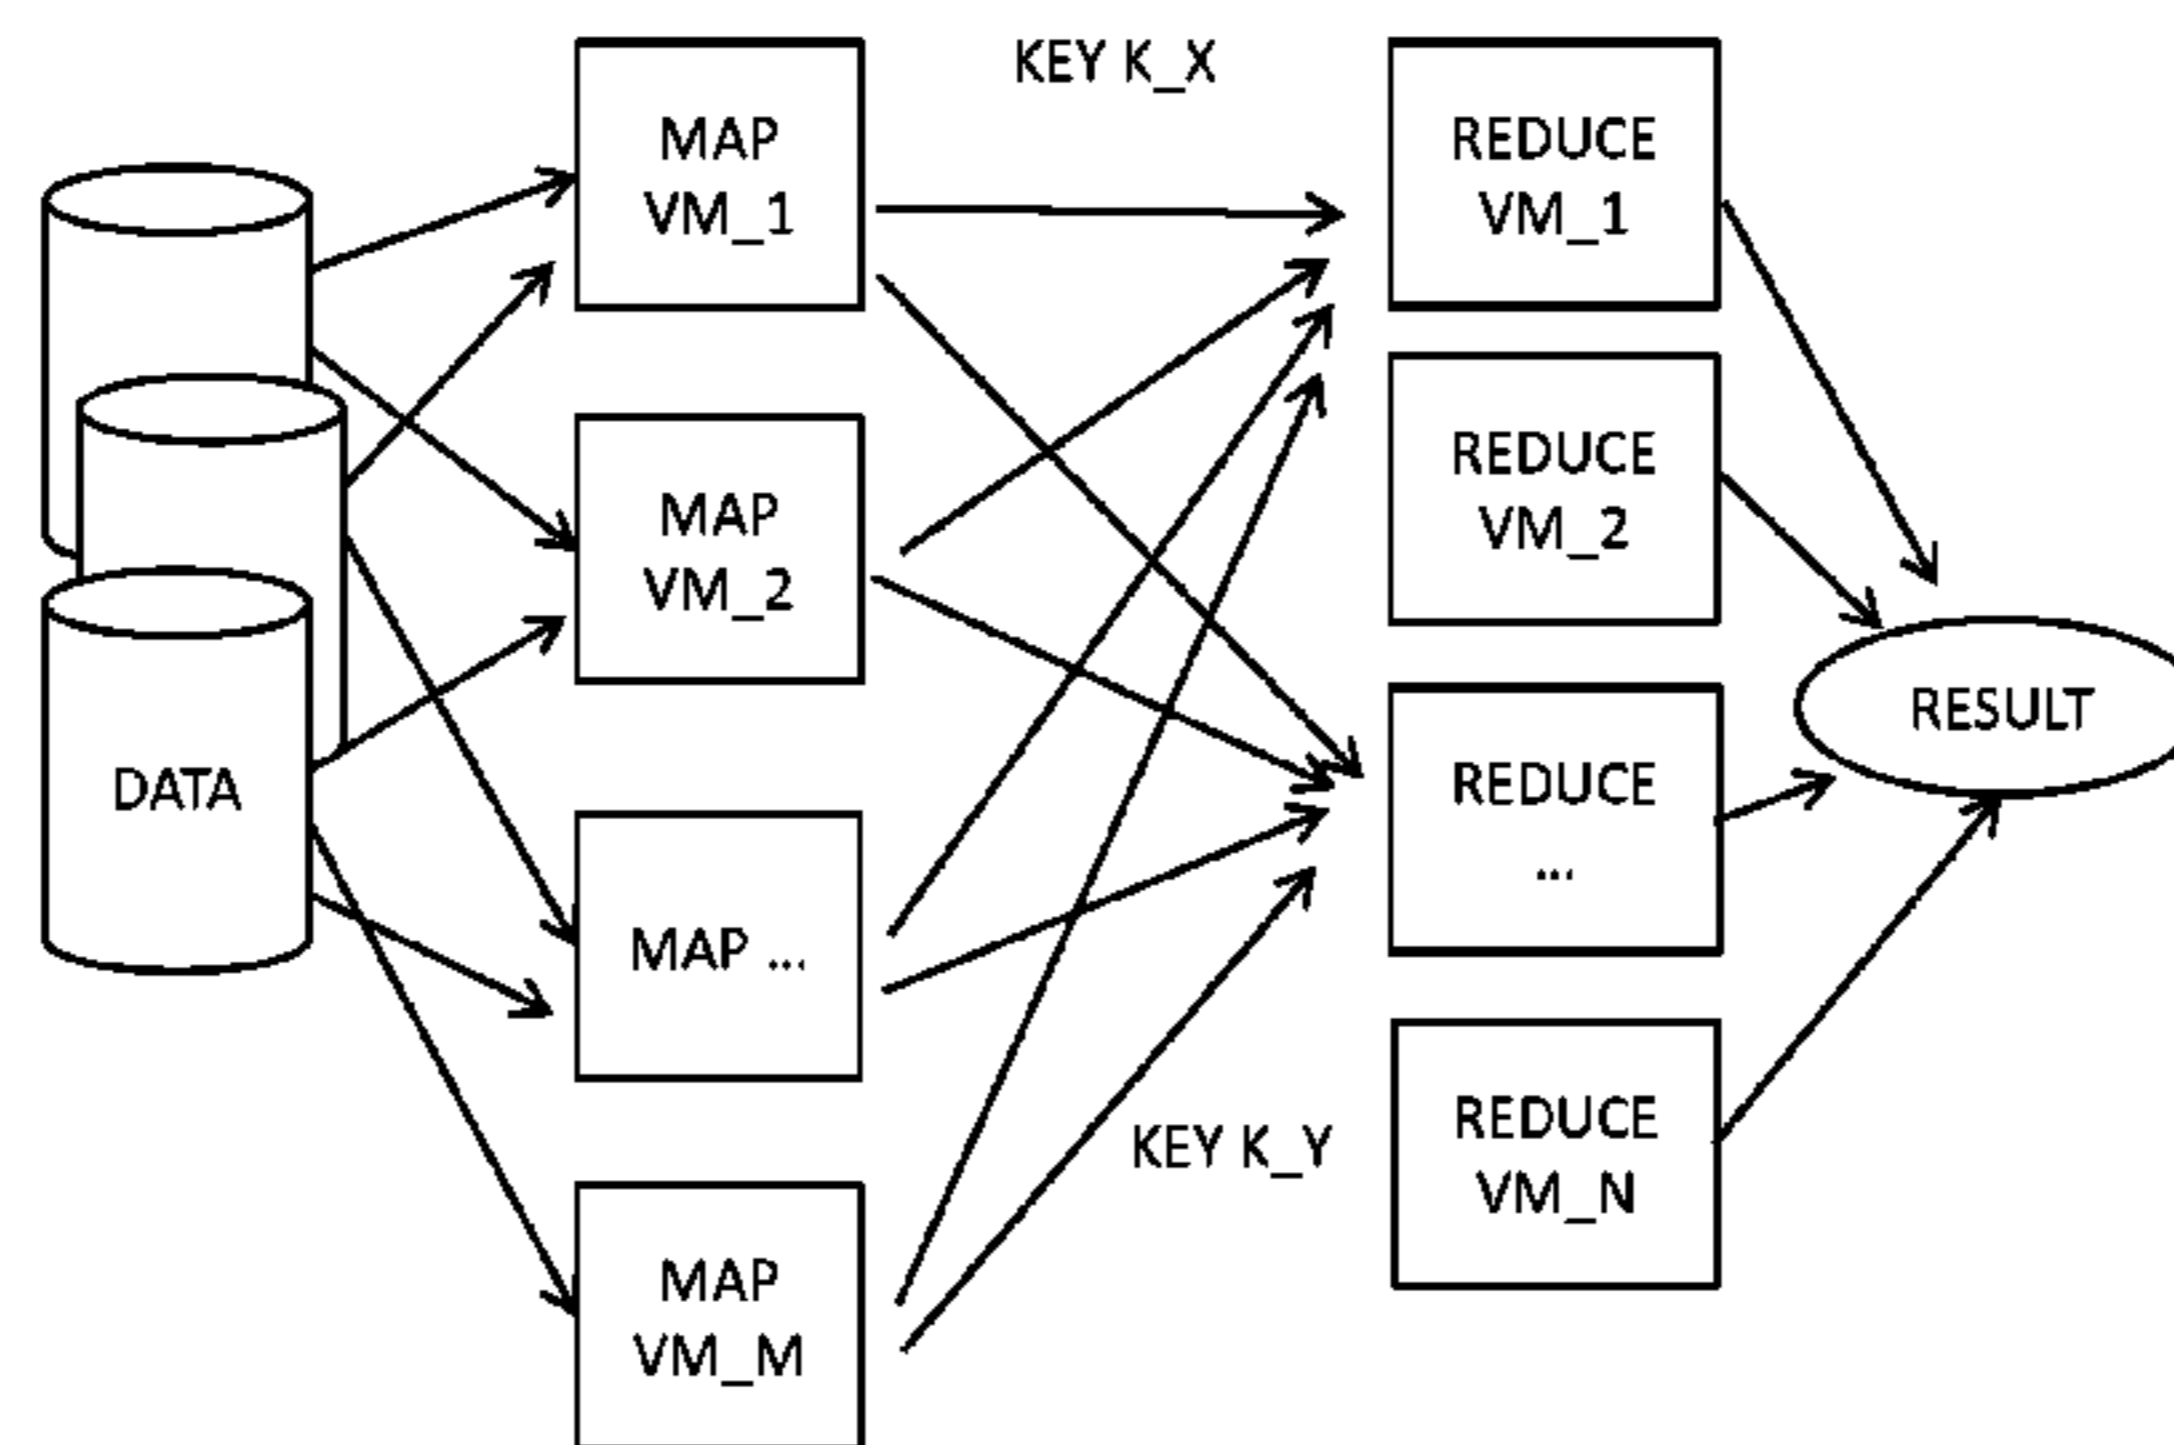 DATA
MAP
VM_1
MAP
VM_2
MAP ...
MAP
VM_M
KEY K_X
KEY K_Y
REDUCE
VM_1
REDUCE
VM_2
REDUCE
...
REDUCE
VM_N
RESULT